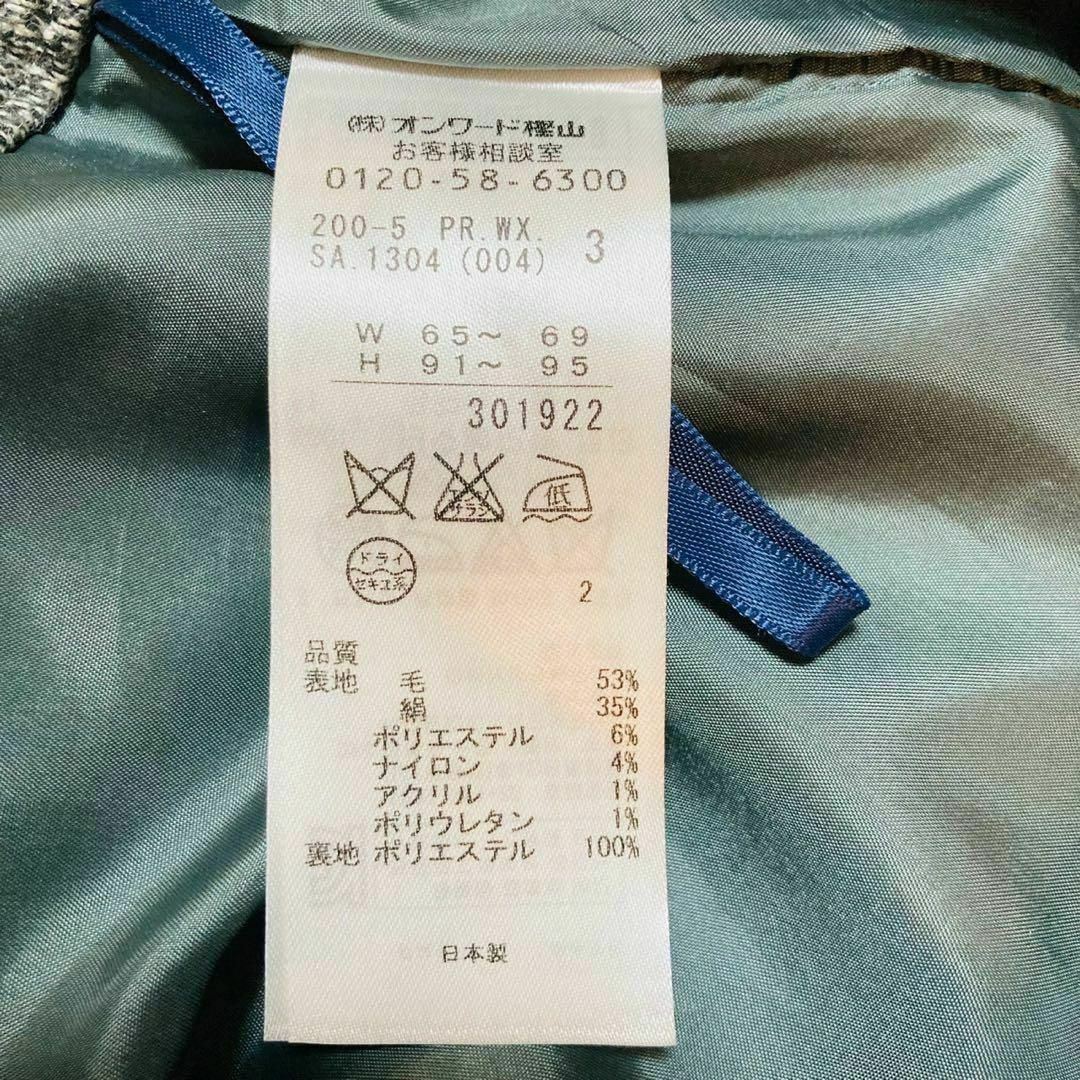 (株)オンワード樫山
お客様相談室
0120-58-6300
200-5 PR.WX. 3
SA.1304(004)
W 65〜 69
H 91〜 95
301922
エンソ サラシ 低
ドライ
セキユ系
2
品質
表地 毛 53%
絹 35%
ポリエステル 6%
ナイロン 4%
アクリル 1%
ポリウレタン 1%
裏地 ポリエステル 100%
日本製